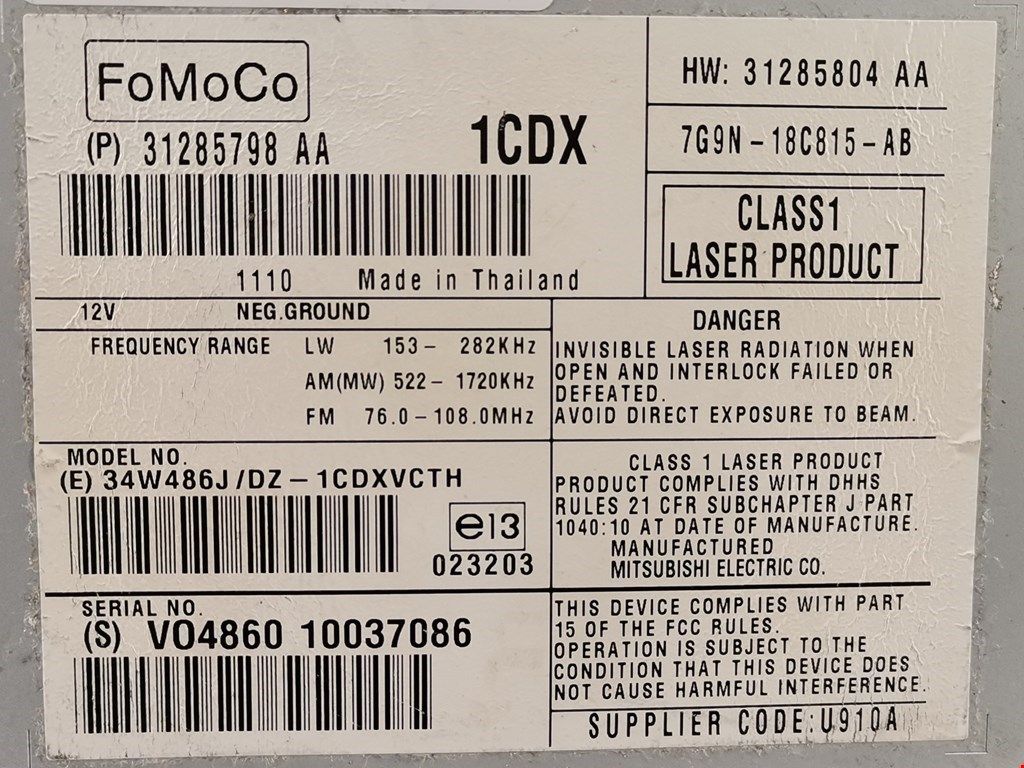 FoMoCo
(P) 31285798 AA
1CDX
1110 Made in Thailand
HW: 31285804 AA
7G9N-18C815-AB
CLASS1
LASER PRODUCT
12V NEG.GROUND
FREQUENCY RANGE LW 153- 282KHz
AM(MW) 522- 1720KHz
FM 76.0-108.0MHz
DANGER
INVISIBLE LASER RADIATION WHEN
OPEN AND INTERLOCK FAILED OR
DEFEATED.
AVOID DIRECT EXPOSURE TO BEAM.
MODEL NO.
(E) 34W486J/DZ-1CDXVCTH
e13
023203
CLASS 1 LASER PRODUCT
PRODUCT COMPLIES WITH DHHS
RULES 21 CFR SUBCHAPTER J PART
1040:10 AT DATE OF MANUFACTURE.
MANUFACTURED
MITSUBISHI ELECTRIC CO.
SERIAL NO.
(S) VO4860 10037086
THIS DEVICE COMPLIES WITH PART
15 OF THE FCC RULES.
OPERATION IS SUBJECT TO THE
CONDITION THAT THIS DEVICE DOES
NOT CAUSE HARMFUL INTERFERENCE.
SUPPLIER CODE:U910A